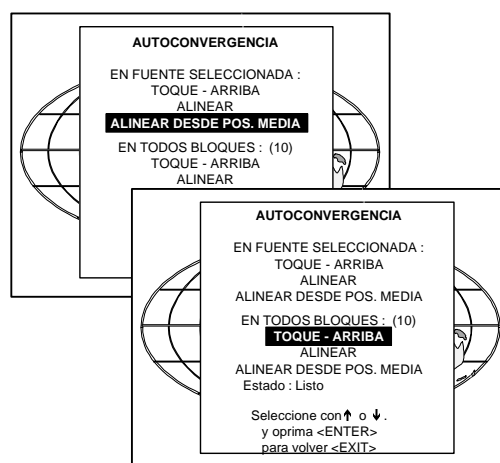 AUTOCONVERGENCIA
EN FUENTE SELECCIONADA :
TOQUE - ARRIBA
ALINEAR
ALINEAR DESDE POS. MEDIA
EN TODOS BLOQUES : (10)
TOQUE - ARRIBA
ALINEAR
AUTOCONVERGENCIA
EN FUENTE SELECCIONADA :
TOQUE - ARRIBA
ALINEAR
ALINEAR DESDE POS. MEDIA
EN TODOS BLOQUES : (10)
TOQUE - ARRIBA
ALINEAR
ALINEAR DESDE POS. MEDIA
Estado : Listo
Seleccione con ↑ o ↓ .
y oprima <ENTER>
para volver <EXIT>